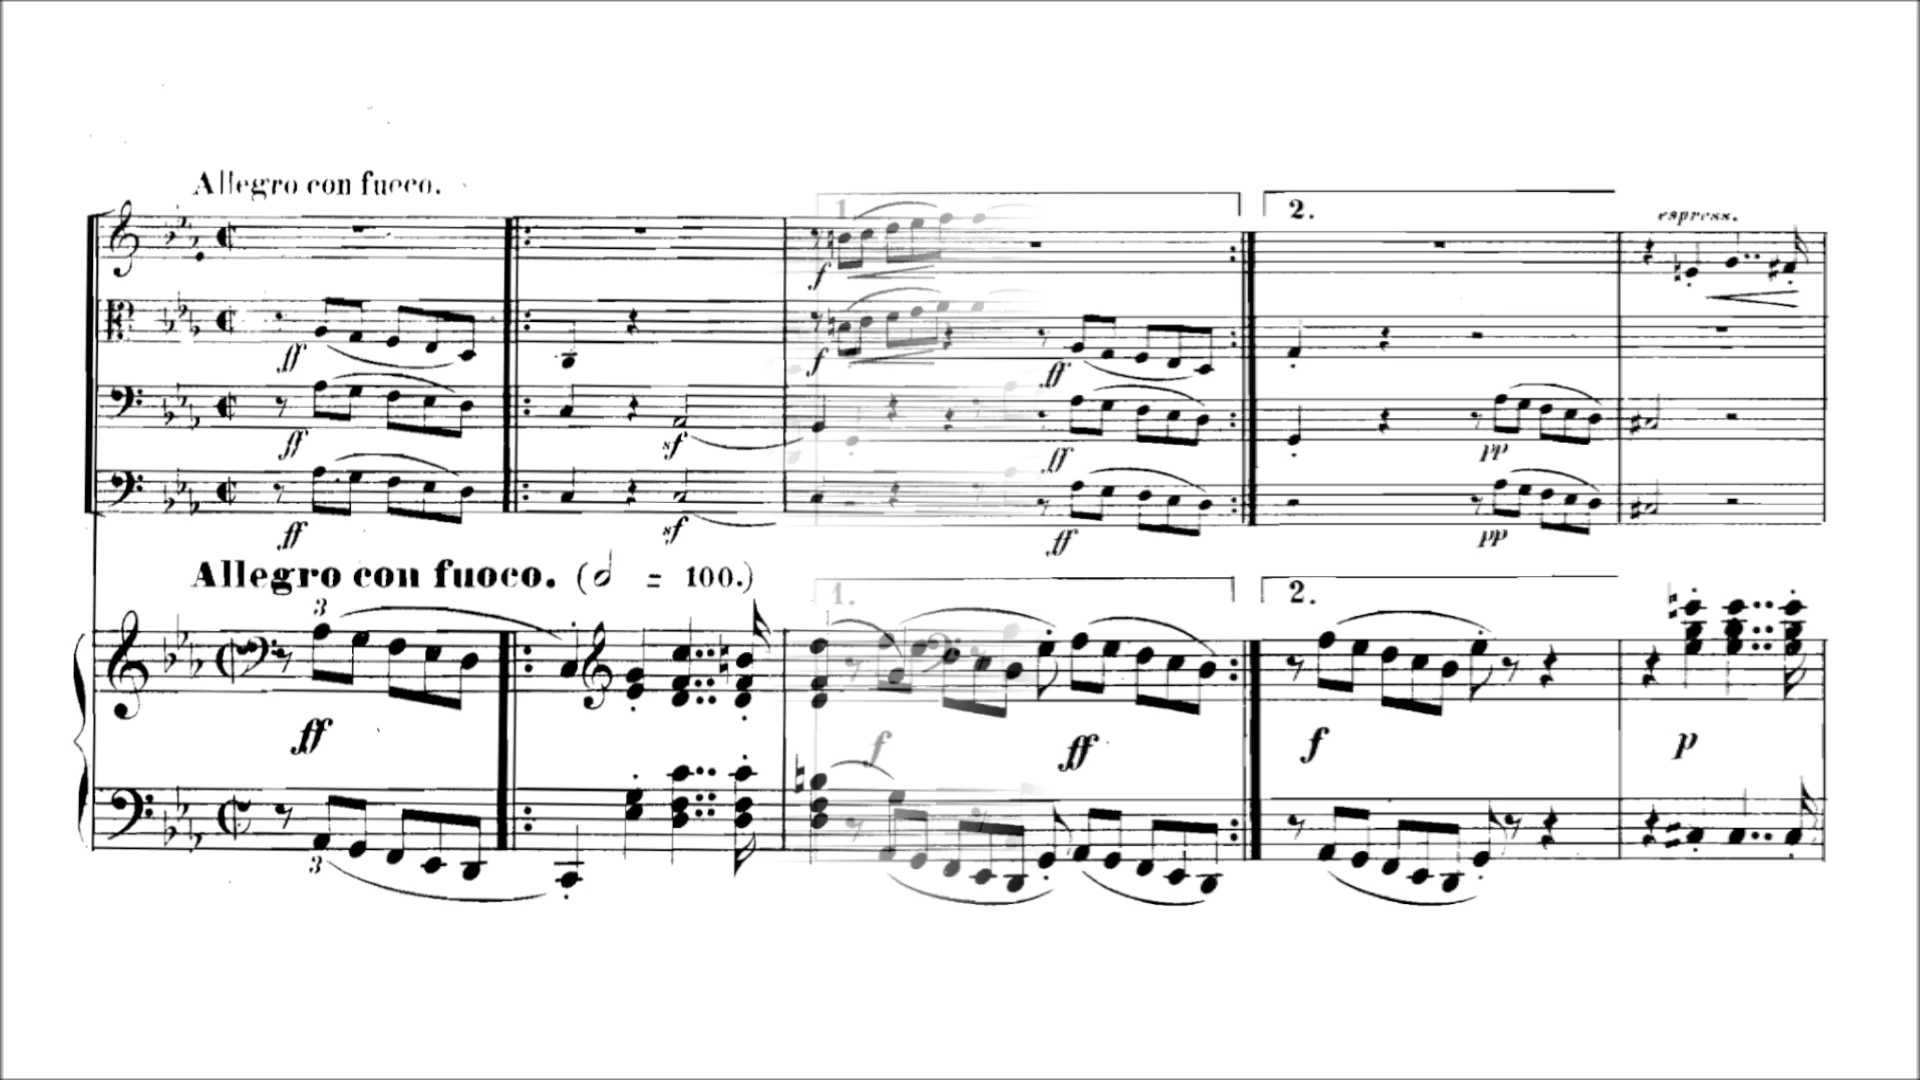 Allegro con fuoco.
1.
2.
espress.
f
ff
f
ff
ff
sf
ff
pp
ff
sf
ff
pp
Allegro con fuoco. (𝅗𝅥 = 100.)
3
1.
2.
ff
f
ff
f
p
3